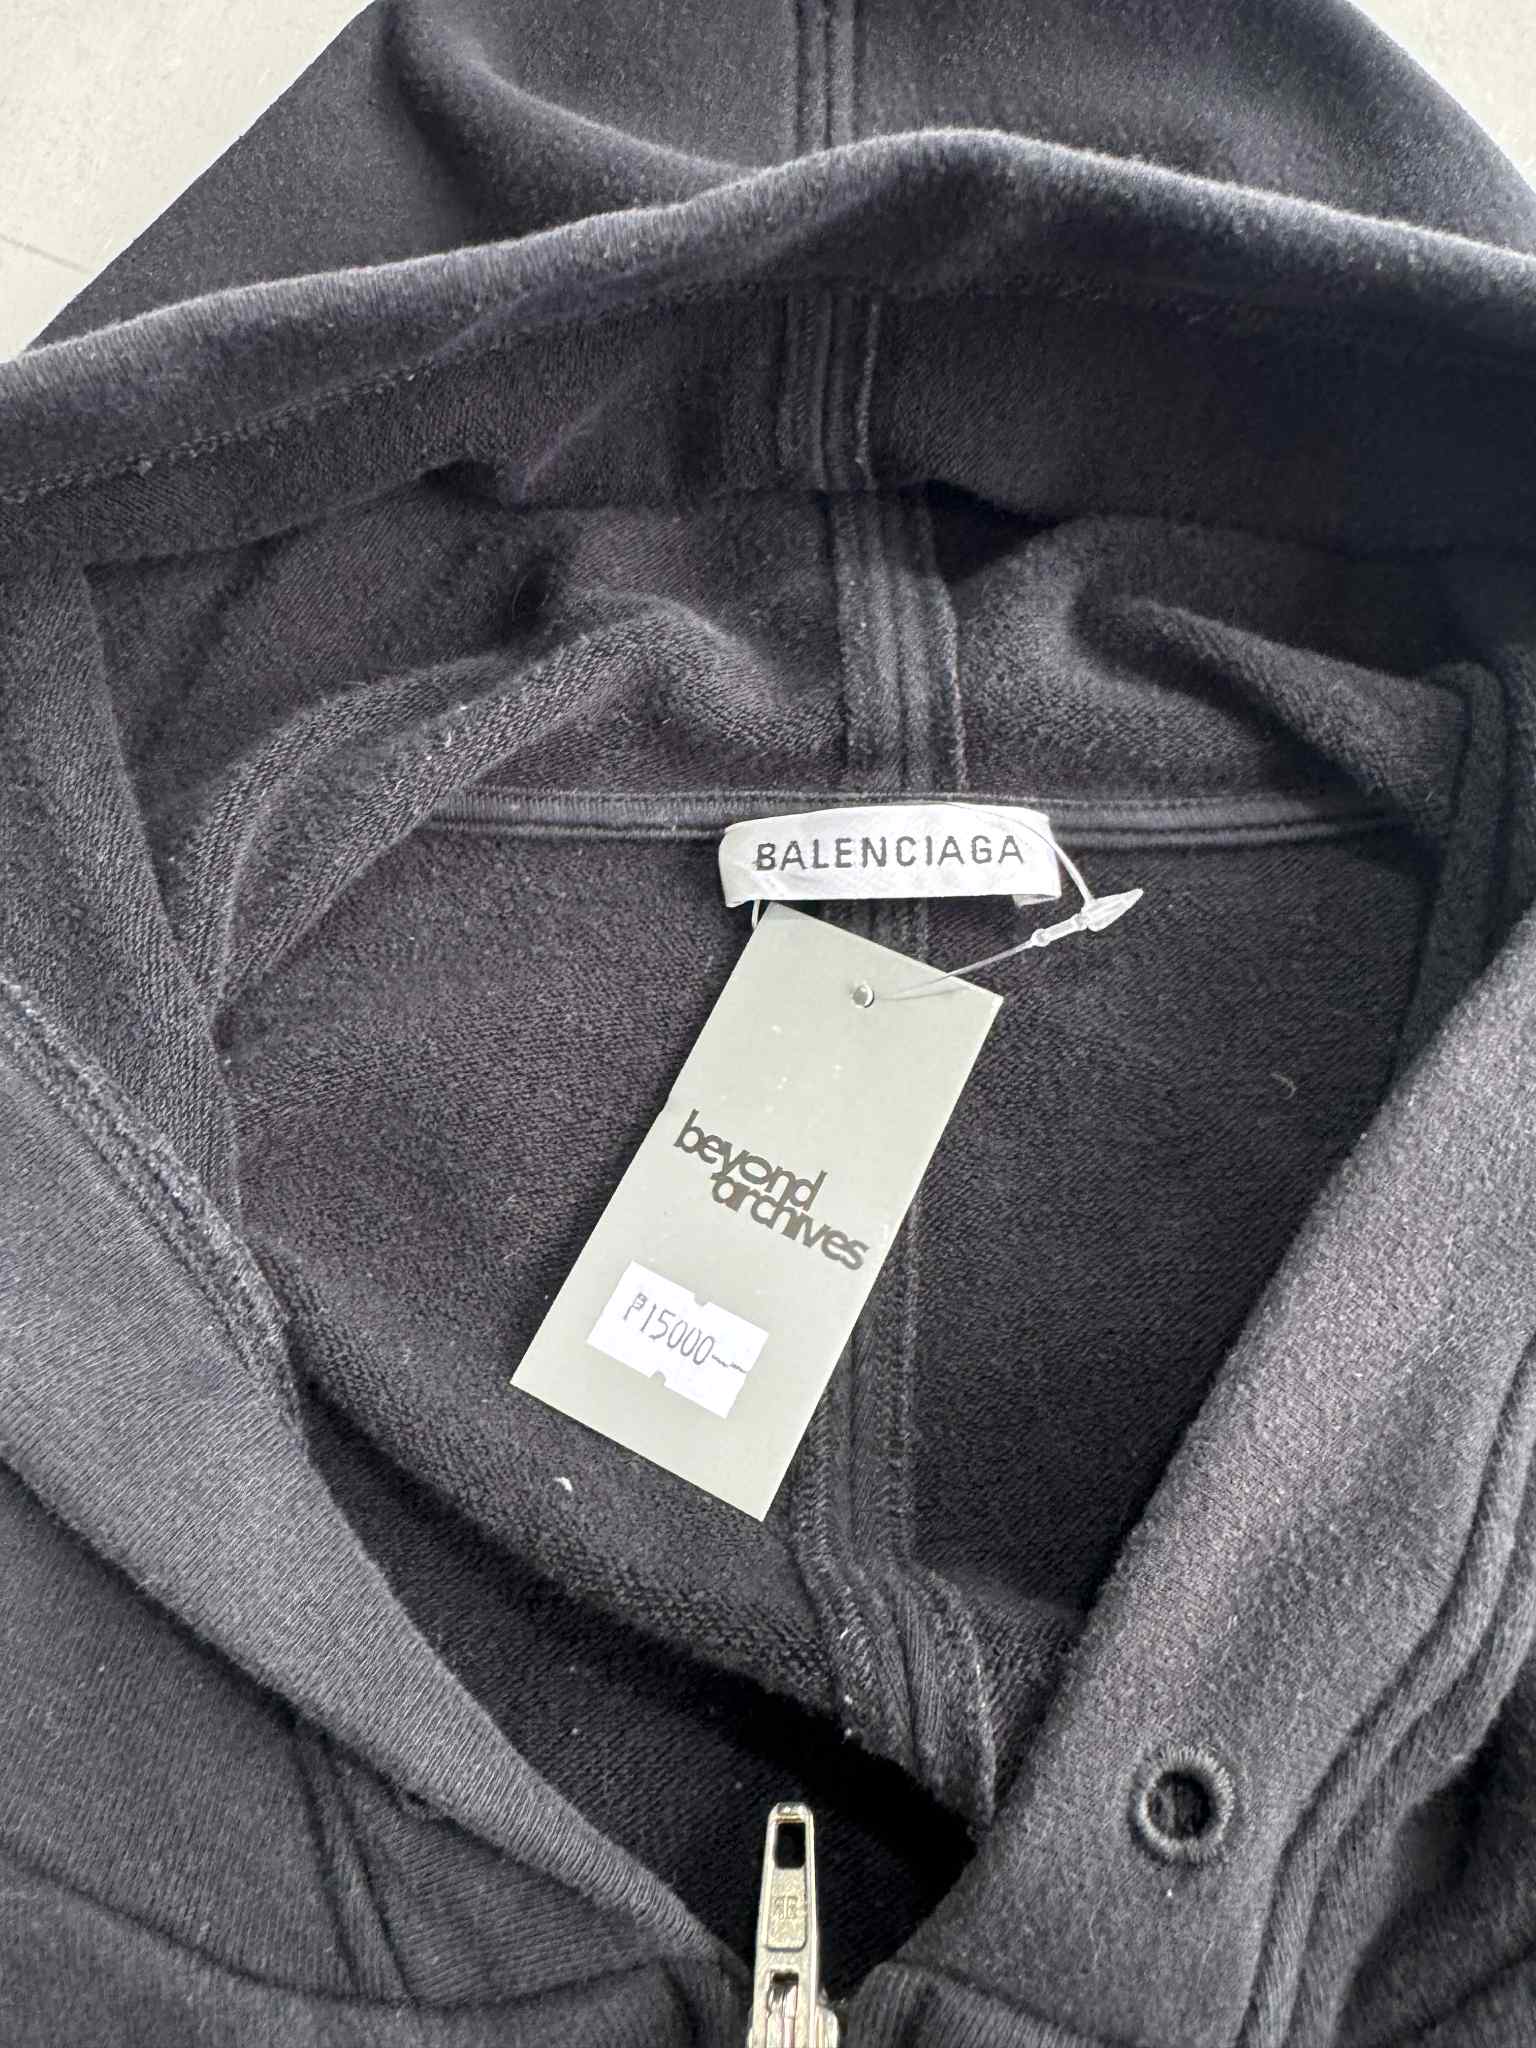 BALENCIAGA
beyond
archives
₱15000--